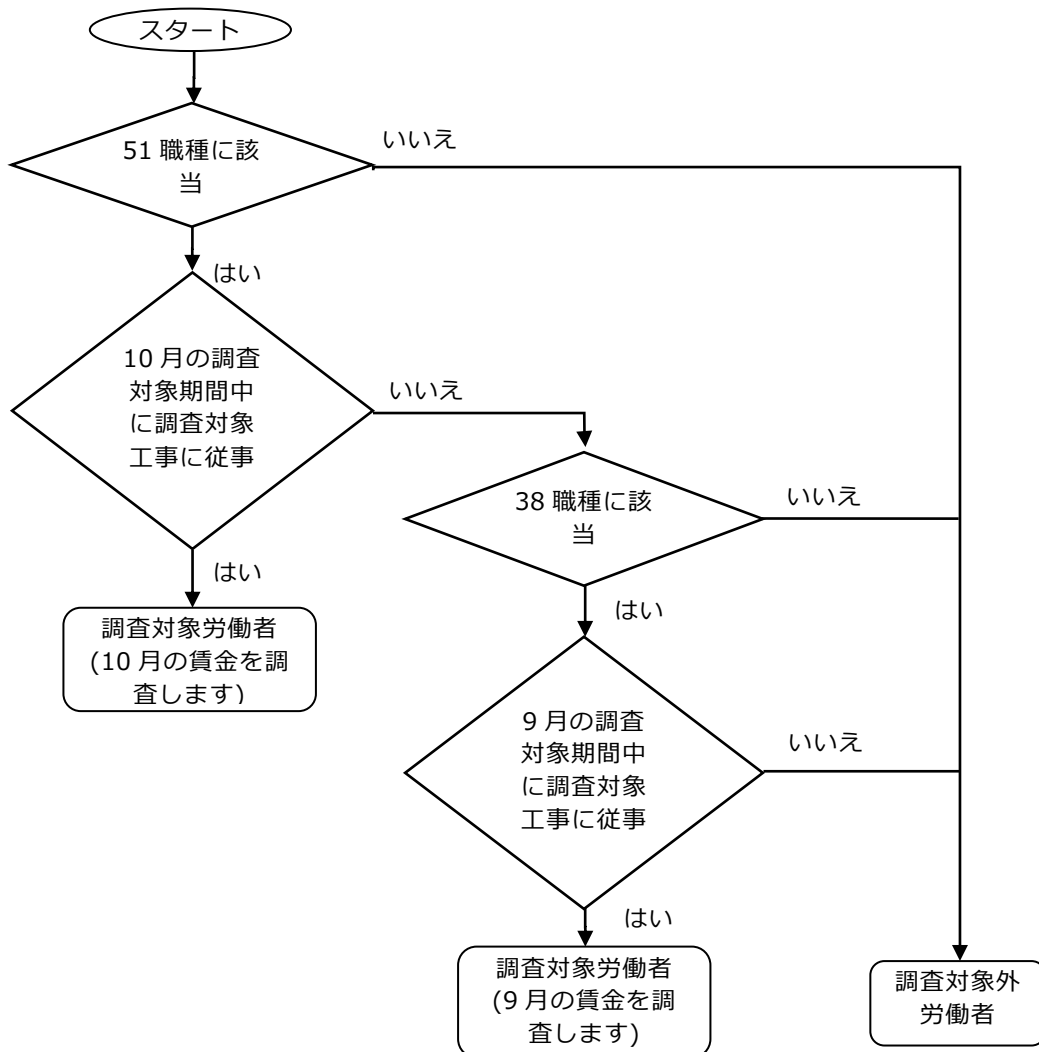 スタート
51 職種に該
当
いいえ
はい
10 月の調査
対象期間中
に調査対象
工事に従事
いいえ
はい
調査対象労働者
(10 月の賃金を調
査します)
38 職種に該
当
いいえ
はい
9 月の調査
対象期間中
に調査対象
工事に従事
いいえ
はい
調査対象労働者
(9 月の賃金を調
査します)
調査対象外
労働者